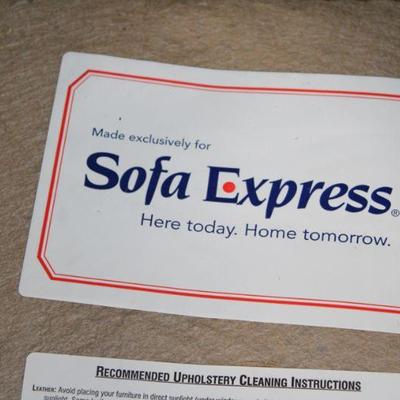 Made exclusively for
Sofa Express®
Here today. Home tomorrow.
RECOMMENDED UPHOLSTERY CLEANING INSTRUCTIONS
LEATHER: Avoid placing your furniture in direct sunlight